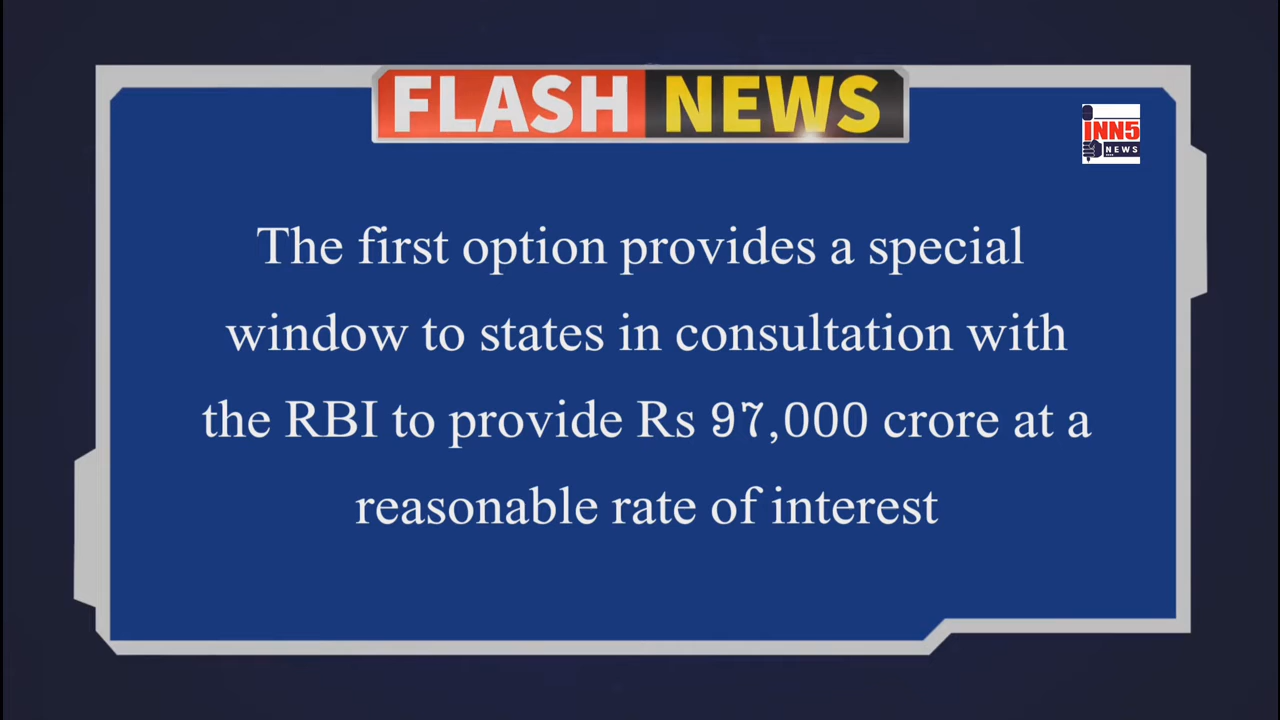 FLASH NEWS
INN5
NEWS
The first option provides a special
window to states in consultation with
the RBI to provide Rs 97,000 crore at a
reasonable rate of interest